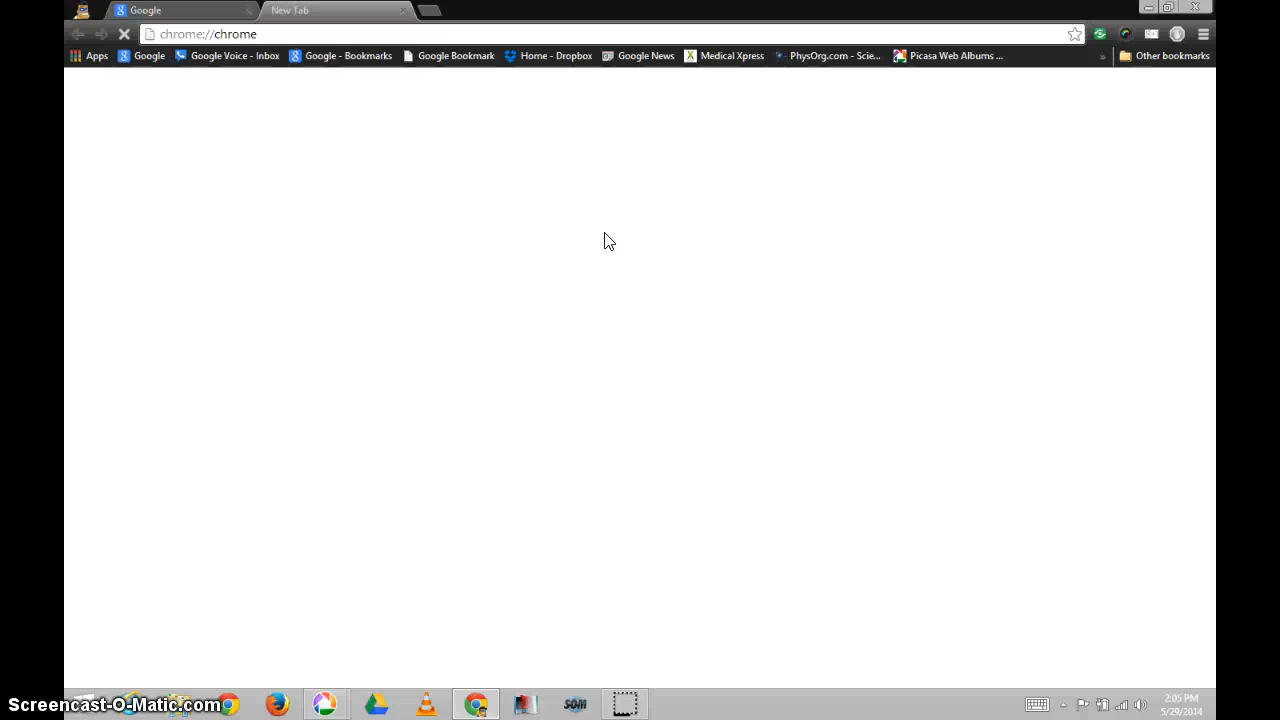 Google
New Tab
chrome://chrome
Apps
Google
Google Voice - Inbox
Google - Bookmarks
Google Bookmark
Home - Dropbox
Google News
Medical Xpress
PhysOrg.com - Scie...
Picasa Web Albums ...
»
Other bookmarks
SOM
Screencast-O-Matic.com
2:05 PM
5/29/2014